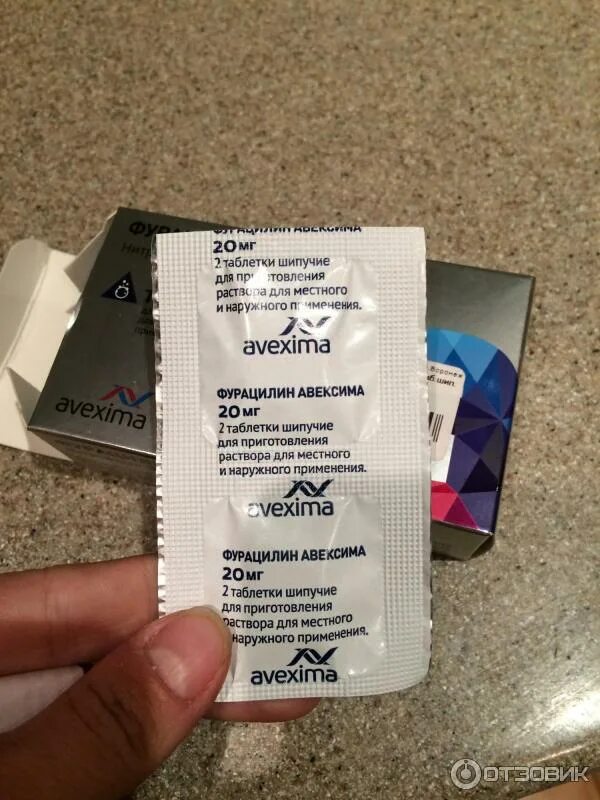 ФУРАЦИЛИН АВЕКСИМА
20 мг
2 таблетки шипучие
для приготовления
раствора для местного
и наружного применения.
avexima
ФУРАЦИЛИН АВЕКСИМА
20 мг
2 таблетки шипучие
для приготовления
раствора для местного
и наружного применения.
avexima
ФУРАЦИЛИН АВЕКСИМА
20 мг
2 таблетки шипучие
для приготовления
раствора для местного
наружного применения.
avexima
avexima
Воронеж
шип
ОТЗОВИК